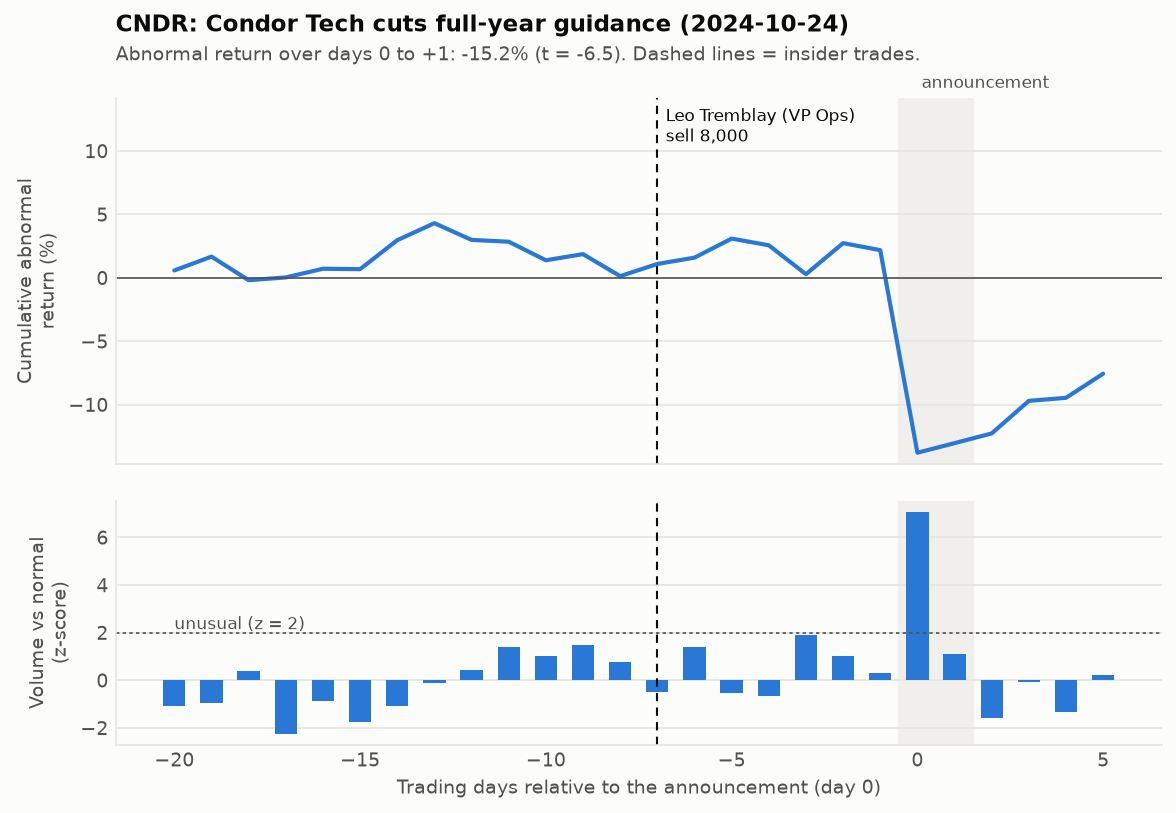 CNDR: Condor Tech cuts full-year guidance (2024-10-24)
Abnormal return over days 0 to +1: -15.2% (t = -6.5). Dashed lines = insider trades.
announcement
Leo Tremblay (VP Ops)
sell 8,000
Cumulative abnormal
return (%)
10
5
0
−5
−10
Volume vs normal
(z-score)
unusual (z = 2)
6
4
2
0
−2
−20
−15
−10
−5
0
5
Trading days relative to the announcement (day 0)